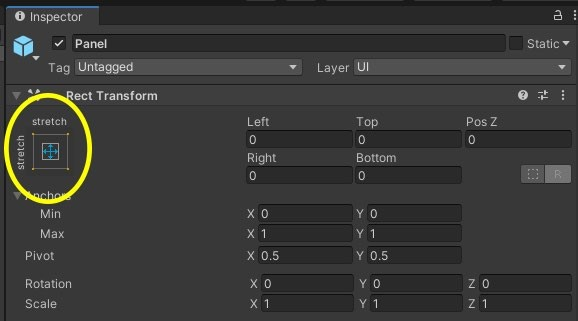 Inspector
Panel Static
Tag Untagged Layer UI
Rect Transform
stretch Left Top Pos Z
stretch 0 0 0
Right Bottom
0 0 R
Anchors
Min X 0 Y 0
Max X 1 Y 1
Pivot X 0.5 Y 0.5
Rotation X 0 Y 0 Z 0
Scale X 1 Y 1 Z 1